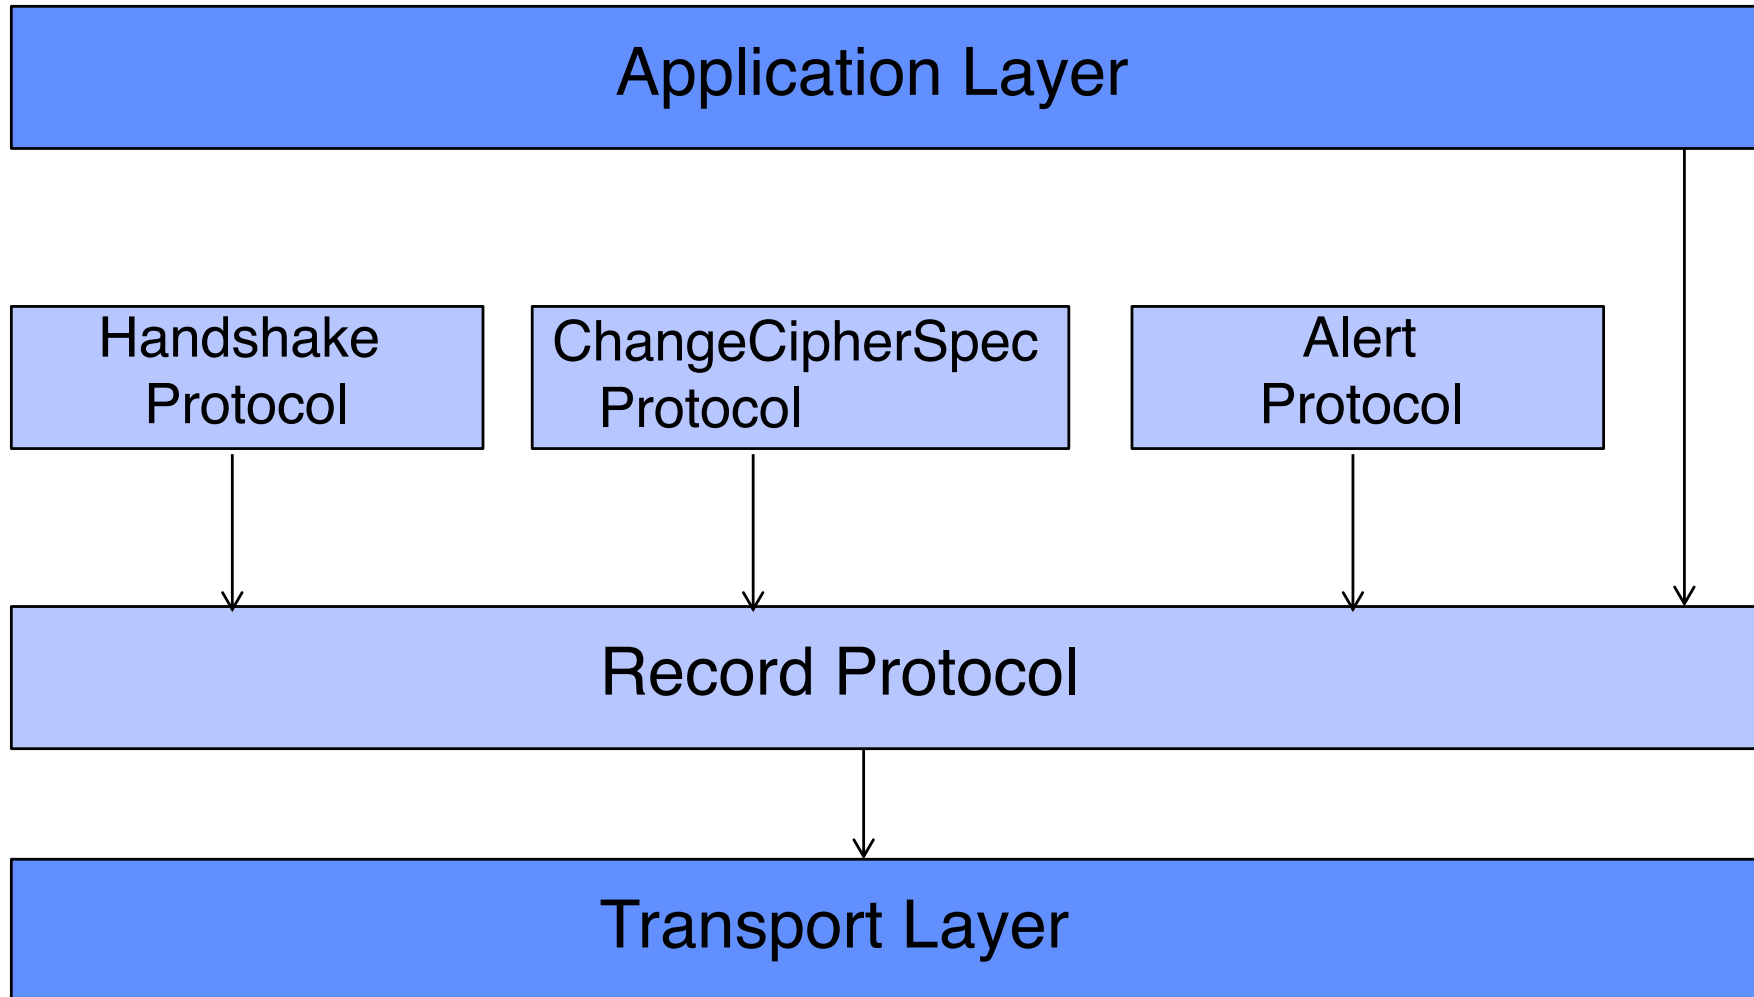 Application Layer
Handshake
Protocol
ChangeCipherSpec
Protocol
Alert
Protocol
Record Protocol
Transport Layer